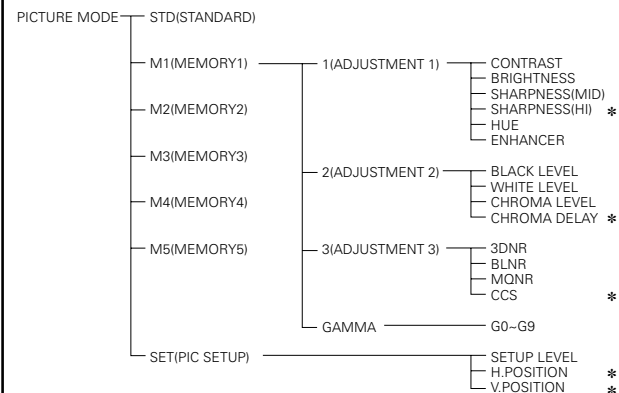 PICTURE MODE STD(STANDARD)
M1(MEMORY1) 1(ADJUSTMENT 1) CONTRAST
BRIGHTNESS
SHARPNESS(MID)
SHARPNESS(HI) *
HUE
ENHANCER
M2(MEMORY2)
M3(MEMORY3) 2(ADJUSTMENT 2) BLACK LEVEL
WHITE LEVEL
M4(MEMORY4) CHROMA LEVEL
CHROMA DELAY *
M5(MEMORY5) 3(ADJUSTMENT 3) 3DNR
BLNR
MQNR
CCS *
GAMMA G0~G9
SET(PIC SETUP) SETUP LEVEL
H.POSITION *
V.POSITION *